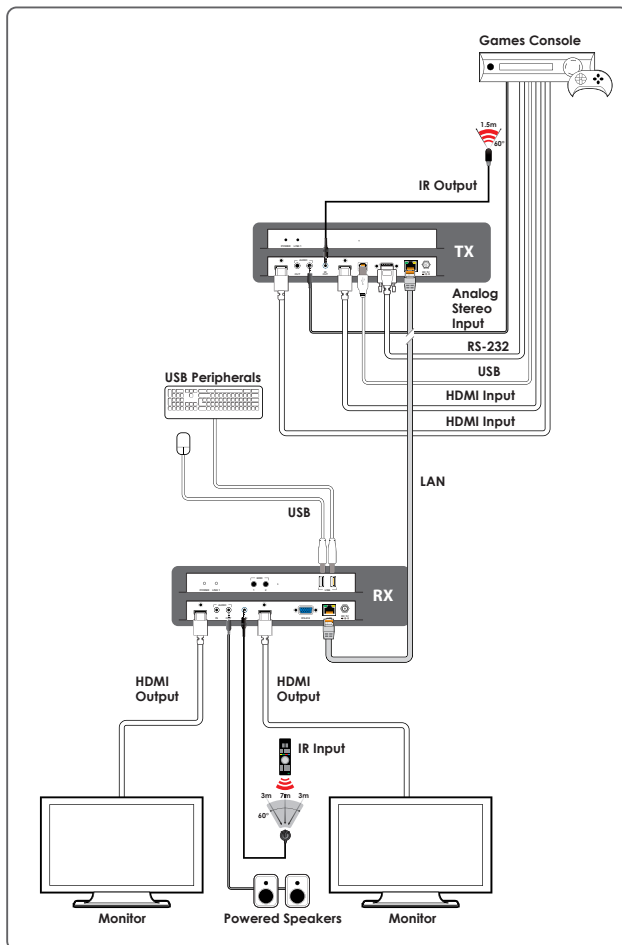 Games Console
1.5m
60°
IR Output
TX
Analog
Stereo
Input
RS-232
USB
HDMI Input
HDMI Input
USB Peripherals
LAN
USB
RX
HDMI
Output
HDMI
Output
IR Input
3m 7m 3m
60°
Monitor
Powered Speakers
Monitor